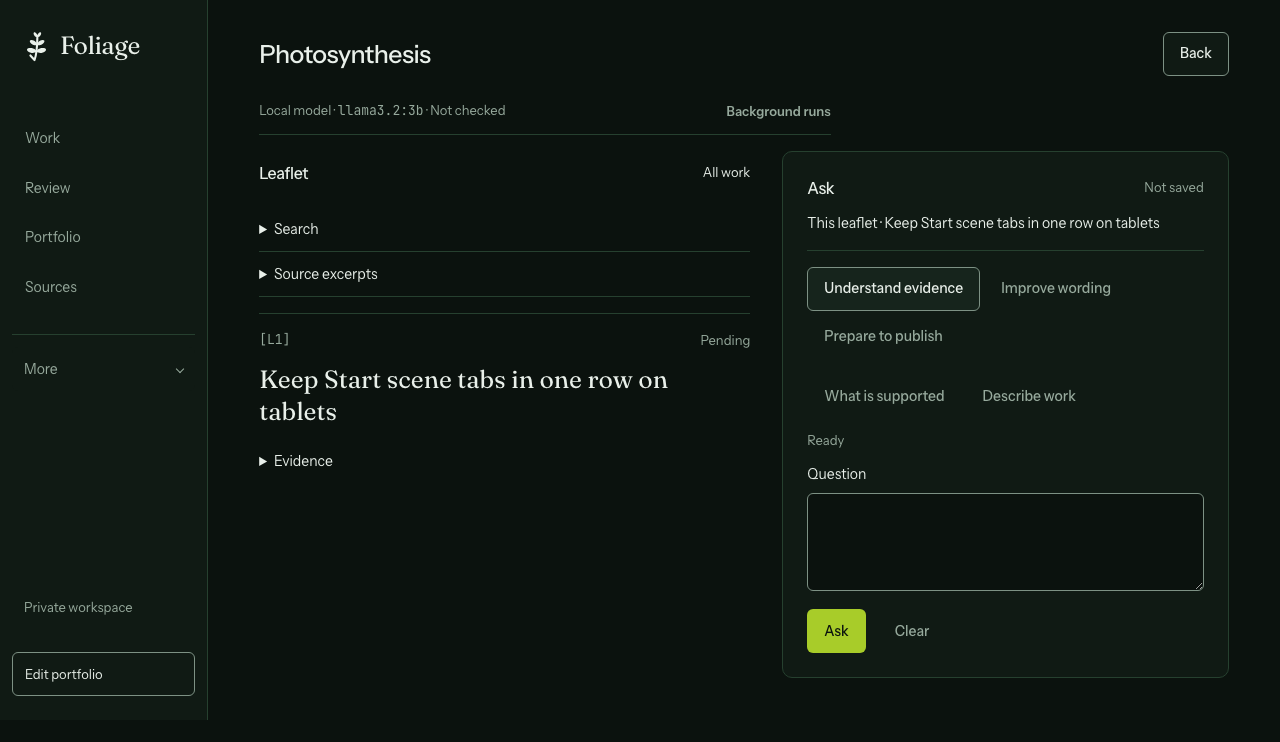 Foliage
Work
Review
Portfolio
Sources
More
Private workspace
Edit portfolio
Photosynthesis
Back
Local model · llama3.2:3b · Not checked
Background runs
Leaflet
All work
Search
Source excerpts
[L1]
Pending
Keep Start scene tabs in one row on
tablets
Evidence
Ask
Not saved
This leaflet · Keep Start scene tabs in one row on tablets
Understand evidence
Improve wording
Prepare to publish
What is supported
Describe work
Ready
Question
Ask
Clear